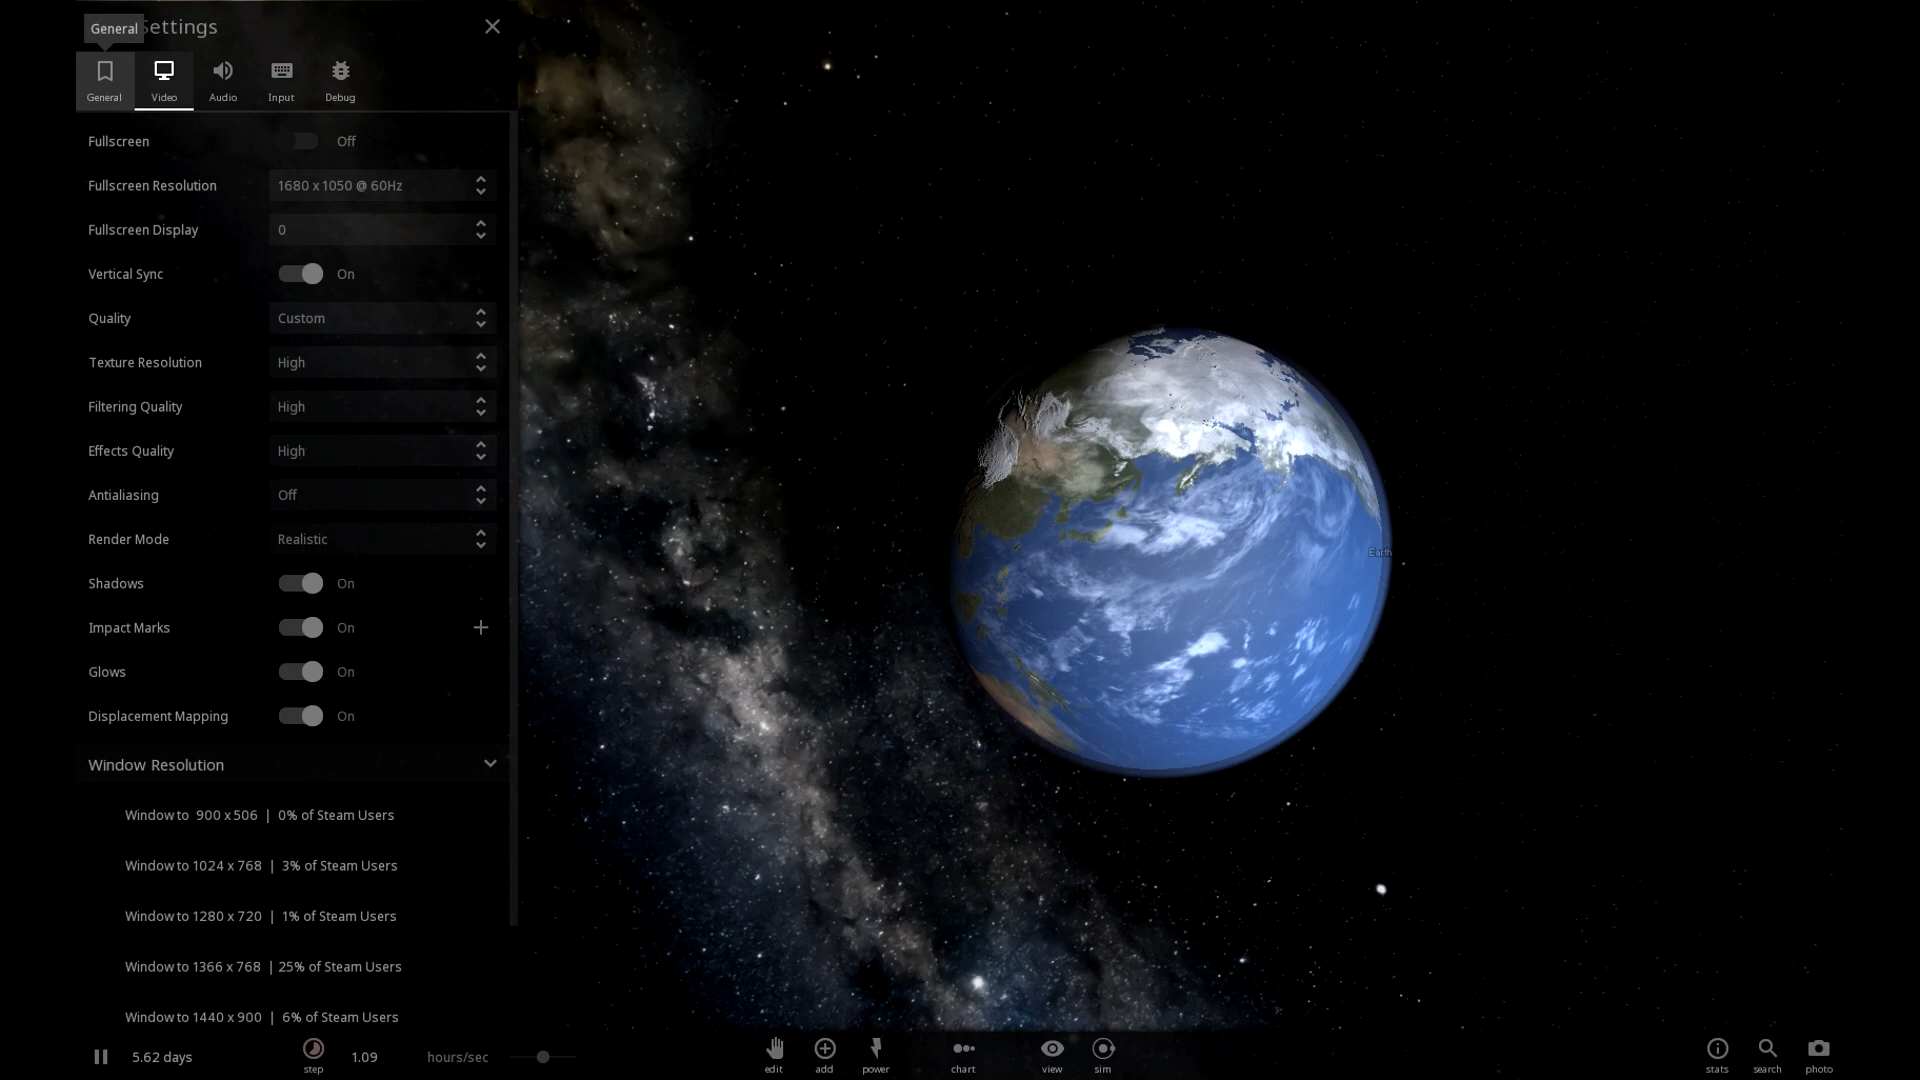 Settings
General
General
Video
Audio
Input
Debug
Fullscreen Off
Fullscreen Resolution 1680 x 1050 @ 60Hz
Fullscreen Display 0
Vertical Sync On
Quality Custom
Texture Resolution High
Filtering Quality High
Effects Quality High
Antialiasing Off
Render Mode Realistic
Shadows On
Impact Marks On
Glows On
Displacement Mapping On
Window Resolution
Window to 900 x 506 | 0% of Steam Users
Window to 1024 x 768 | 3% of Steam Users
Window to 1280 x 720 | 1% of Steam Users
Window to 1366 x 768 | 25% of Steam Users
Window to 1440 x 900 | 6% of Steam Users
Earth
5.62 days
step
1.09
hours/sec
edit
add
power
chart
view
sim
stats
search
photo